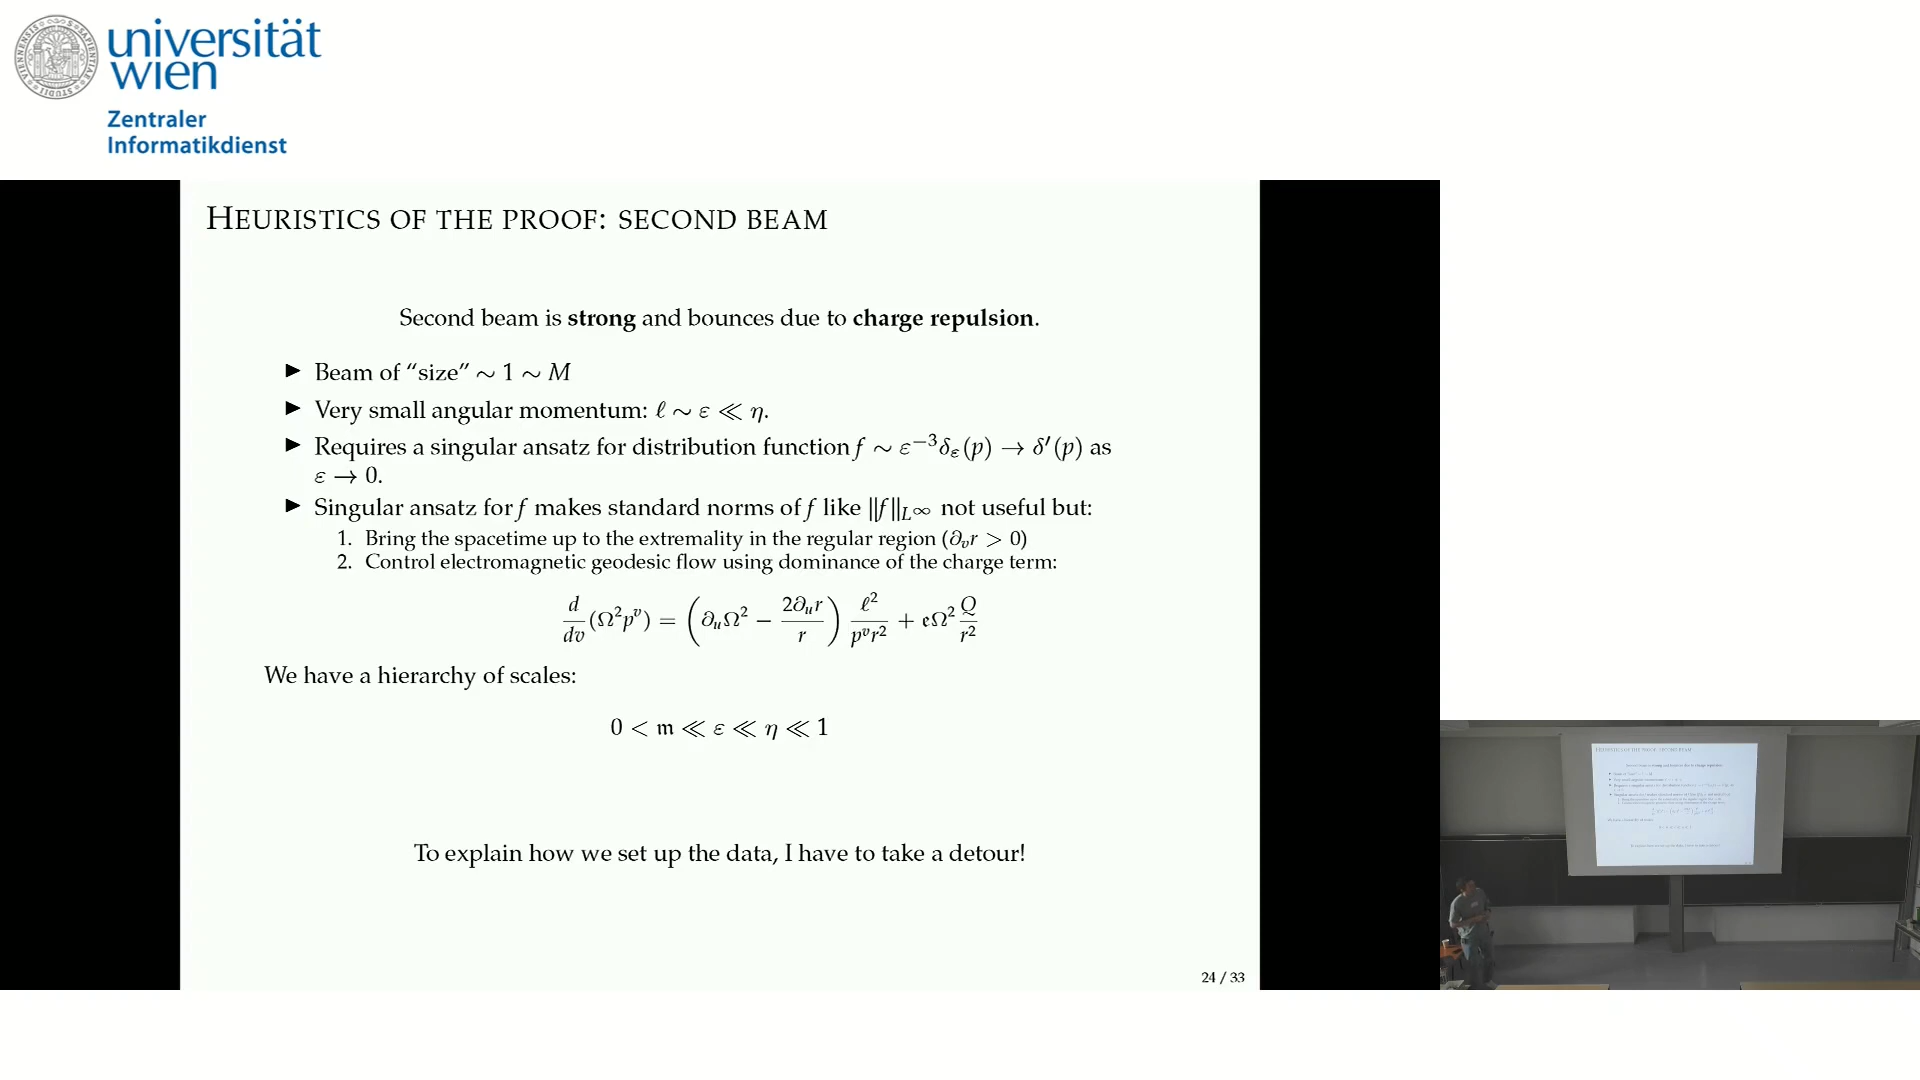 universität
wien
Zentraler
Informatikdienst
HEURISTICS OF THE PROOF: SECOND BEAM
Second beam is strong and bounces due to charge repulsion.
▶ Beam of “size” ∼ 1 ∼ M
▶ Very small angular momentum: ℓ ∼ ε ≪ η.
▶ Requires a singular ansatz for distribution function f ∼ ε⁻³δ_ε(p) → δ′(p) as
ε → 0.
▶ Singular ansatz for f makes standard norms of f like ‖f‖_{L^∞} not useful but:
1. Bring the spacetime up to the extremality in the regular region (∂_v r > 0)
2. Control electromagnetic geodesic flow using dominance of the charge term:
d/dv (Ω²p^v) = (∂_uΩ² − 2∂_u r / r) ℓ² / (p^v r²) + 𝔢Ω² Q / r²
We have a hierarchy of scales:
0 < 𝔪 ≪ ε ≪ η ≪ 1
To explain how we set up the data, I have to take a detour!
24 / 33